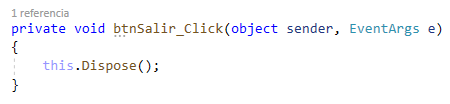 1 referencia
private void btnSalir_Click(object sender, EventArgs e)
{
    this.Dispose();
}